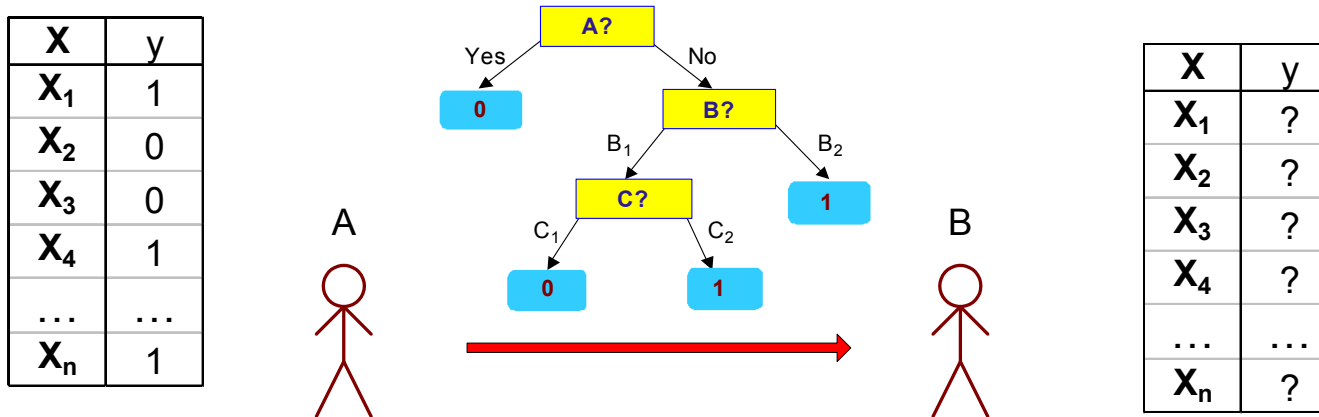 X y
X₁ 1
X₂ 0
X₃ 0
X₄ 1
... ...
Xₙ 1
A?
Yes No
0
B?
B₁ B₂
C?
1
C₁ C₂
0 1
A
B
X y
X₁ ?
X₂ ?
X₃ ?
X₄ ?
... ...
Xₙ ?